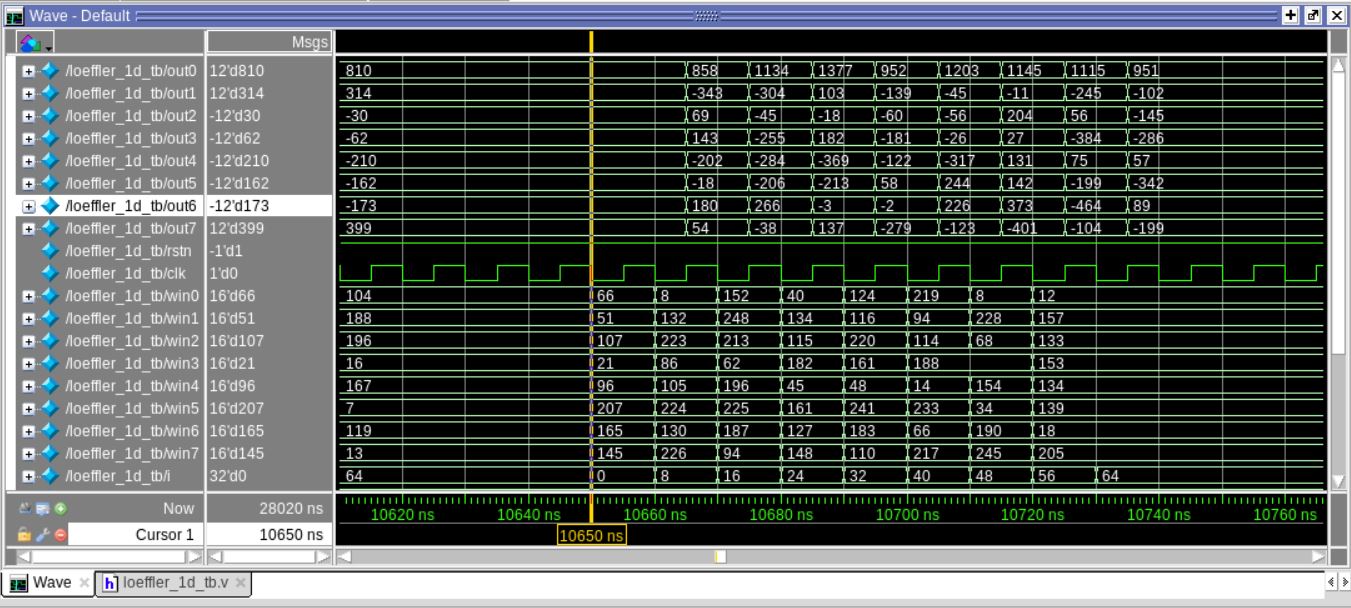 Wave - Default
Msgs
/loeffler_1d_tb/out0 12'd810 810 858 1134 1377 952 1203 1145 1115 951
/loeffler_1d_tb/out1 12'd314 314 -343 -304 103 -139 -45 -11 -245 -102
/loeffler_1d_tb/out2 -12'd30 -30 69 -45 -18 -60 -56 204 56 -145
/loeffler_1d_tb/out3 -12'd62 -62 143 -255 182 -181 -26 27 -384 -286
/loeffler_1d_tb/out4 -12'd210 -210 -202 -284 -369 -122 -317 131 75 57
/loeffler_1d_tb/out5 -12'd162 -162 -18 -206 -213 58 244 142 -199 -342
/loeffler_1d_tb/out6 -12'd173 -173 180 266 -3 -2 226 373 -464 89
/loeffler_1d_tb/out7 12'd399 399 54 -38 137 -279 -123 -401 -104 -199
/loeffler_1d_tb/rstn -1'd1
/loeffler_1d_tb/clk 1'd0
/loeffler_1d_tb/win0 16'd66 104 66 8 152 40 124 219 8 12
/loeffler_1d_tb/win1 16'd51 188 51 132 248 134 116 94 228 157
/loeffler_1d_tb/win2 16'd107 196 107 223 213 115 220 114 68 133
/loeffler_1d_tb/win3 16'd21 16 21 86 62 182 161 188 153
/loeffler_1d_tb/win4 16'd96 167 96 105 196 45 48 14 154 134
/loeffler_1d_tb/win5 16'd207 7 207 224 225 161 241 233 34 139
/loeffler_1d_tb/win6 16'd165 119 165 130 187 127 183 66 190 18
/loeffler_1d_tb/win7 16'd145 13 145 226 94 148 110 217 245 205
/loeffler_1d_tb/i 32'd0 64 0 8 16 24 32 40 48 56 64
Now 28020 ns 10620 ns 10640 ns 10660 ns 10680 ns 10700 ns 10720 ns 10740 ns 10760 ns
Cursor 1 10650 ns 10650 ns
Wave h loeffler_1d_tb.v